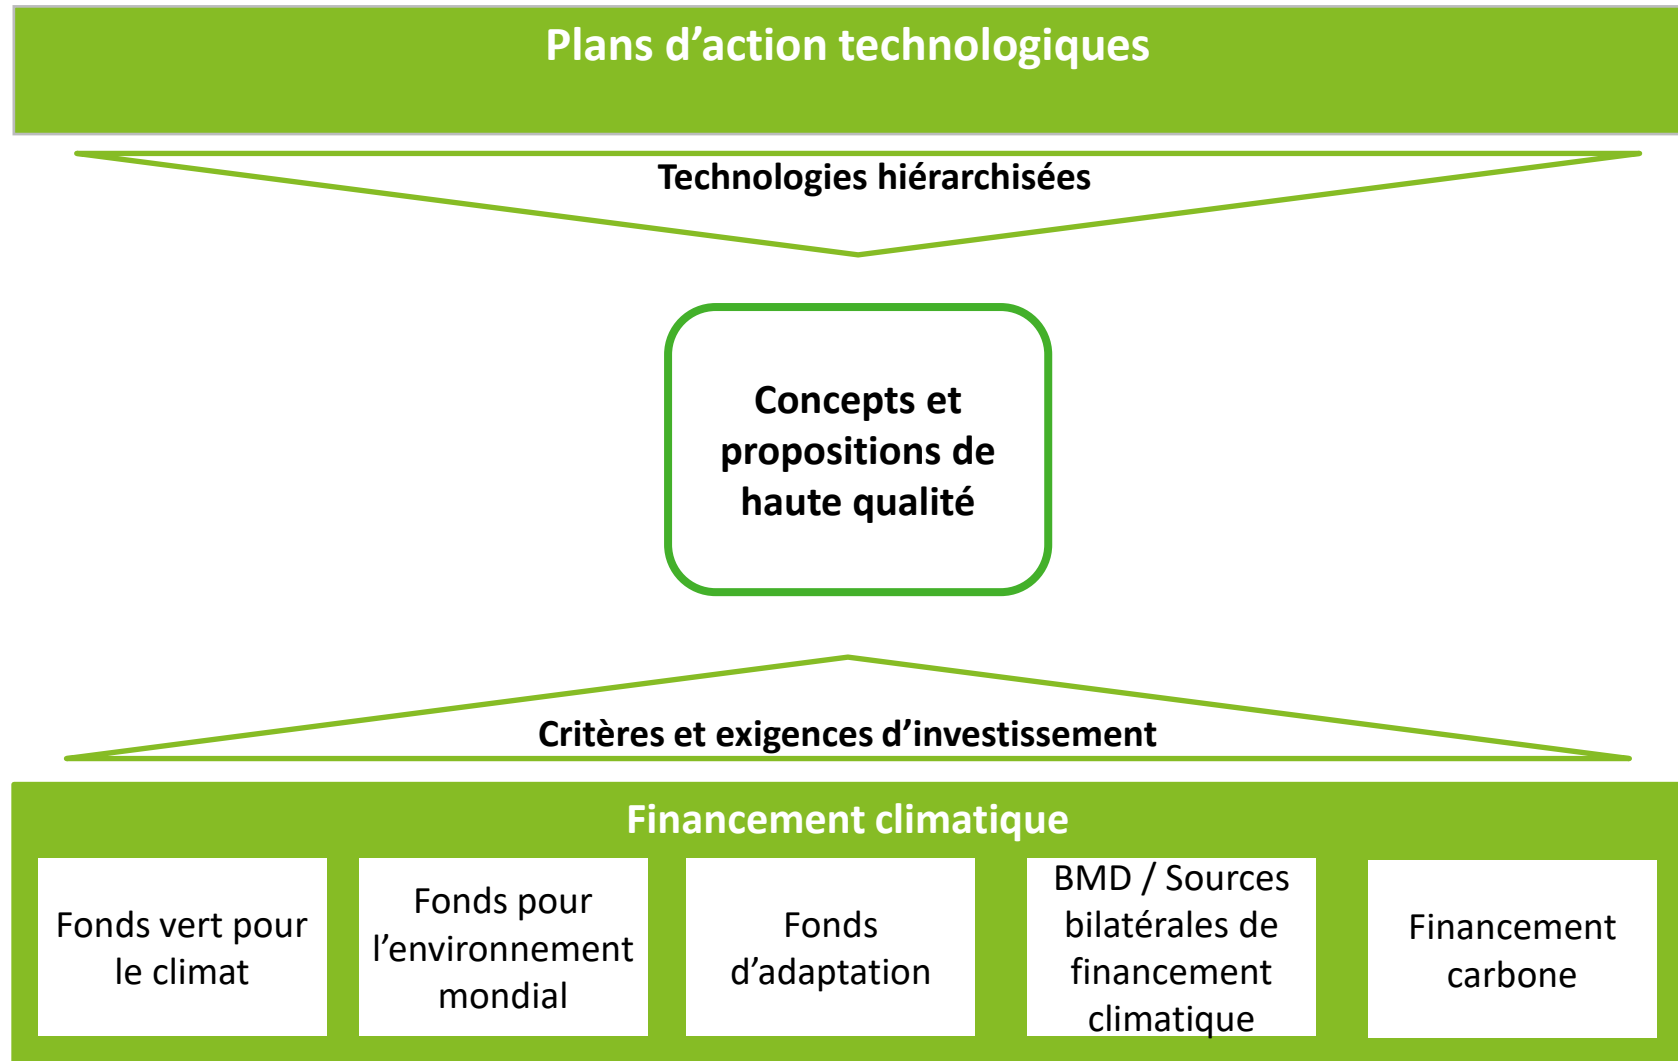 Plans d’action technologiques
Technologies hiérarchisées
Concepts et
propositions de
haute qualité
Critères et exigences d’investissement
Financement climatique
Fonds vert pour
le climat
Fonds pour
l’environnement
mondial
Fonds
d’adaptation
BMD / Sources
bilatérales de
financement
climatique
Financement
carbone